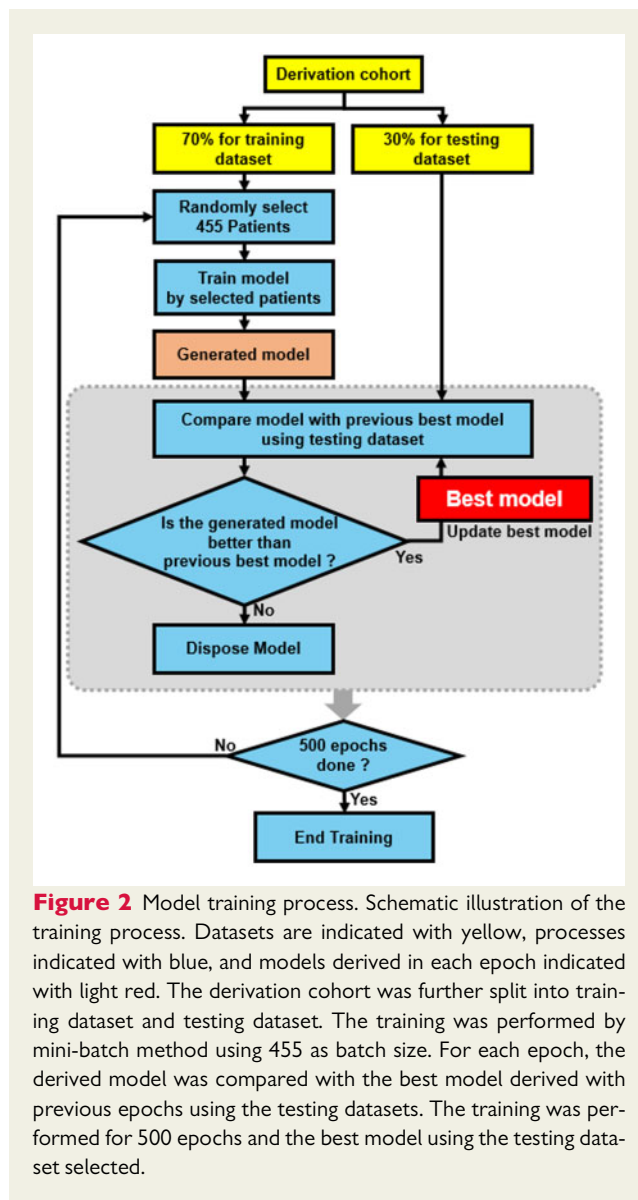 Derivation cohort
70% for training
dataset
30% for testing
dataset
Randomly select
455 Patients
Train model
by selected patients
Generated model
Compare model with previous best model
using testing dataset
Best model
Update best model
Is the generated model
better than
previous best model ?
Yes
No
Dispose Model
No
500 epochs
done ?
Yes
End Training
Figure 2 Model training process. Schematic illustration of the
training process. Datasets are indicated with yellow, processes
indicated with blue, and models derived in each epoch indicated
with light red. The derivation cohort was further split into train-
ing dataset and testing dataset. The training was performed by
mini-batch method using 455 as batch size. For each epoch, the
derived model was compared with the best model derived with
previous epochs using the testing datasets. The training was per-
formed for 500 epochs and the best model using the testing data-
set selected.